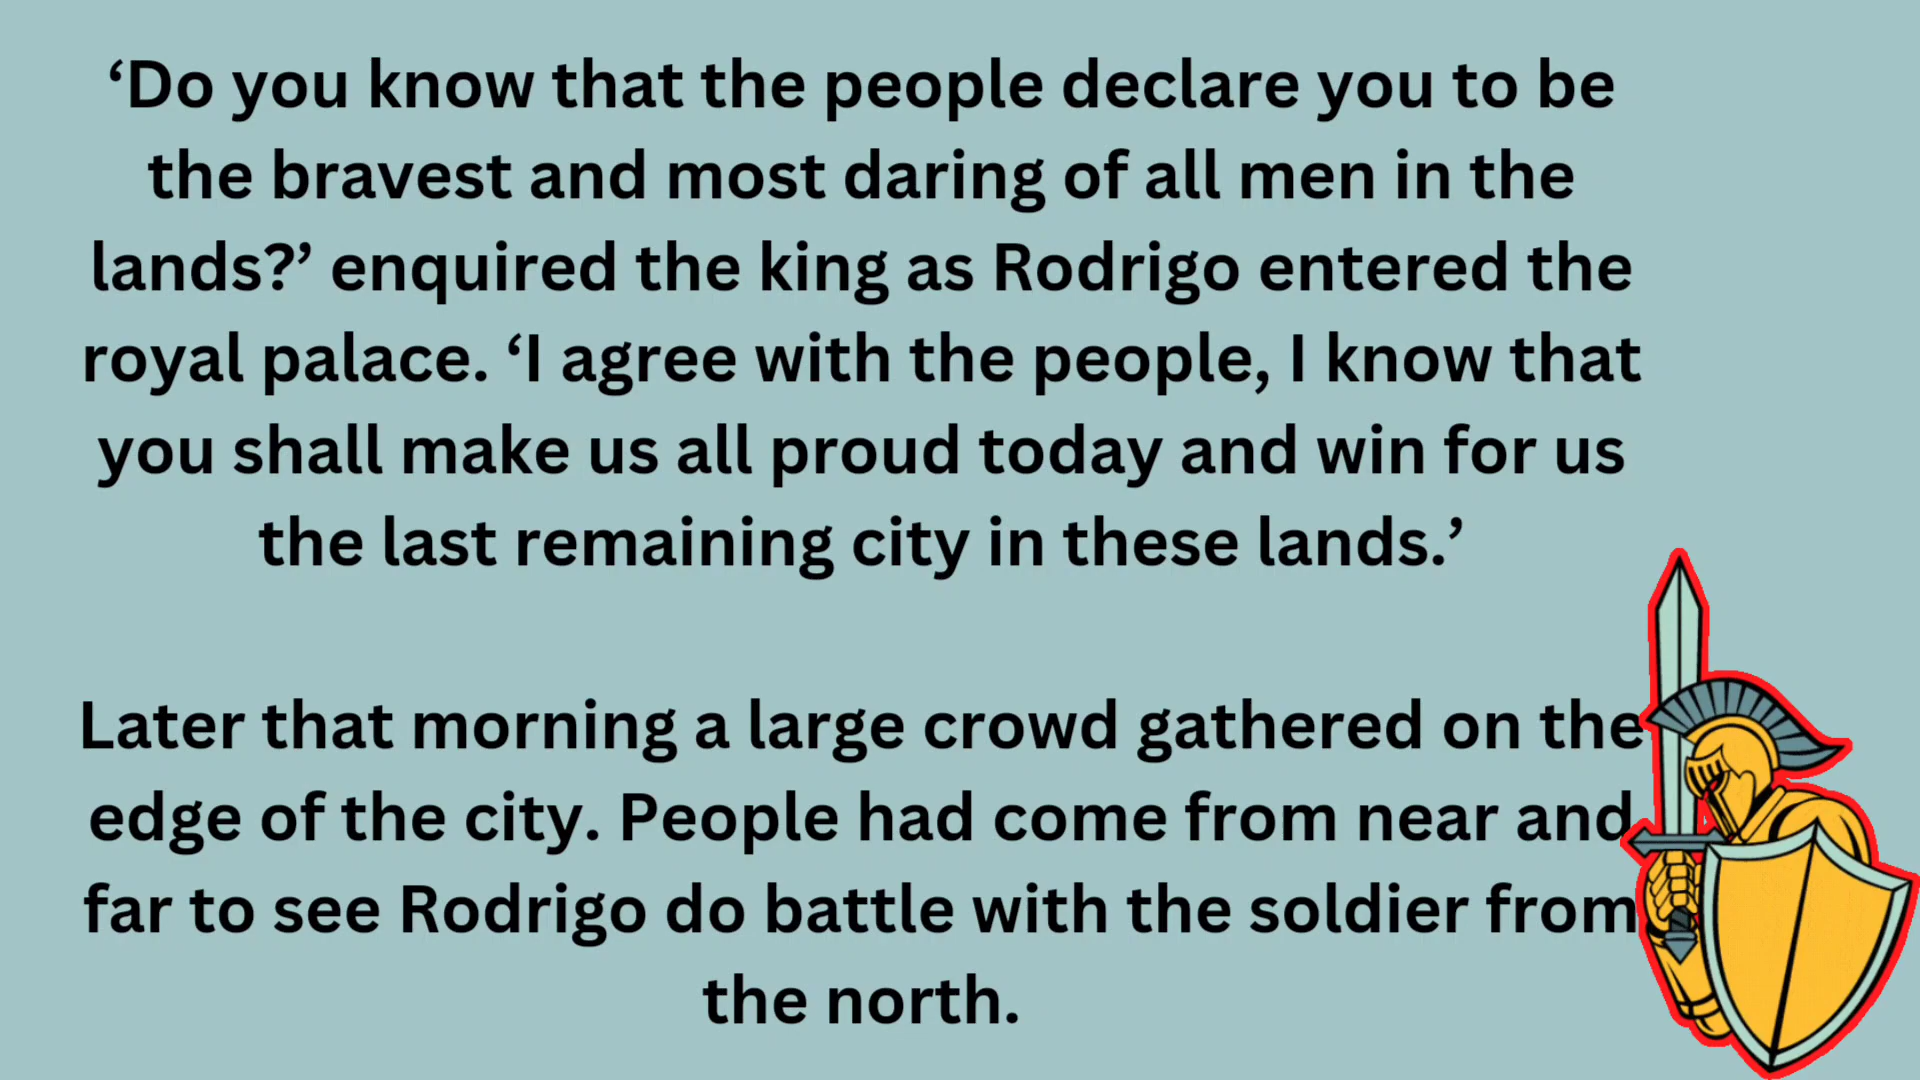 ‘Do you know that the people declare you to be
the bravest and most daring of all men in the
lands?’ enquired the king as Rodrigo entered the
royal palace. ‘I agree with the people, I know that
you shall make us all proud today and win for us
the last remaining city in these lands.’
Later that morning a large crowd gathered on the
edge of the city. People had come from near and
far to see Rodrigo do battle with the soldier from
the north.